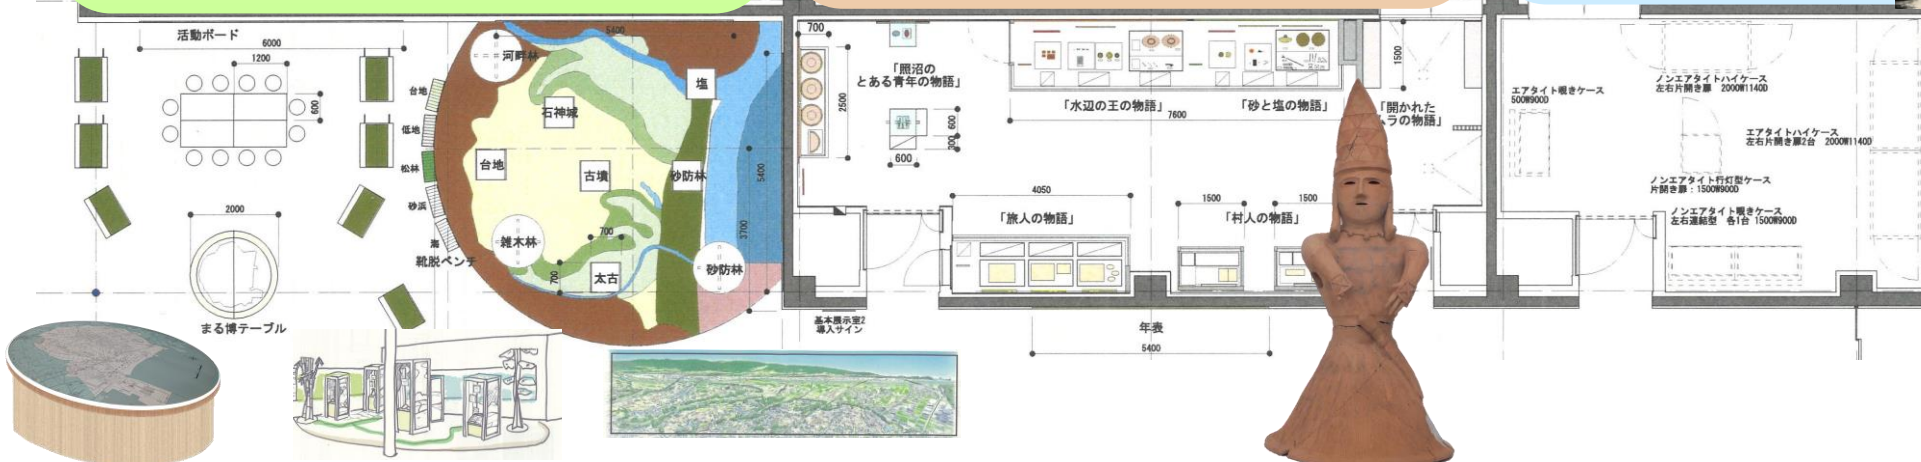 活動ボード
6000
1200
600
台地
低地
松林
砂浜
海
靴脱ベンチ
2000
まる博テーブル
5400
河畔林
塩
石神城
台地
古墳
砂防林
雑木林
700
700
太古
砂防林
5400
3700
700
2500
「照沼の
とある青年の物語」
600
300
600
「水辺の王の物語」
「砂と塩の物語」
7600
1500
「開かれた
ムラの物語」
4050
「旅人の物語」
1500
「村人の物語」
1500
基本展示室2
導入サイン
年表
5400
エアタイト覗きケース
500W900D
ノンエアタイトハイケース
左右片開き扉 2000W1140D
エアタイトハイケース
左右片開き扉2台 2000W1140D
ノンエアタイト行灯型ケース
片開き扉：1500W900D
ノンエアタイト覗きケース
左右連結型 各1台 1500W900D